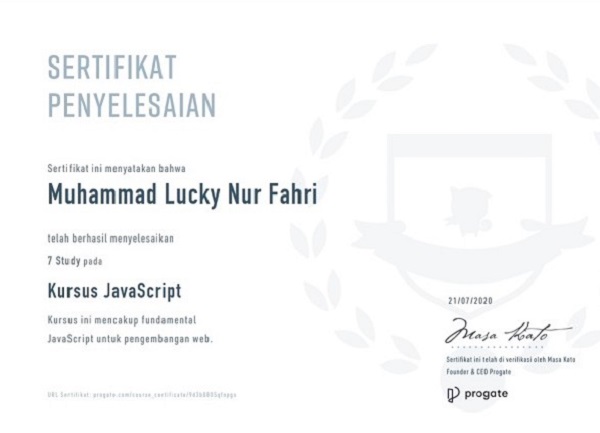 SERTIFIKAT
PENYELESAIAN
Sertifikat ini menyatakan bahwa
Muhammad Lucky Nur Fahri
telah berhasil menyelesaikan
7 Study pada
Kursus JavaScript
Kursus ini mencakup fundamental
JavaScript untuk pengembangan web.
21/07/2020
Masa Kato
Sertifikat ini telah di verifikasi oleh Masa Kato
Founder & CEO Progate
progate
URL Sertifikat: progate.com/course_certificate/